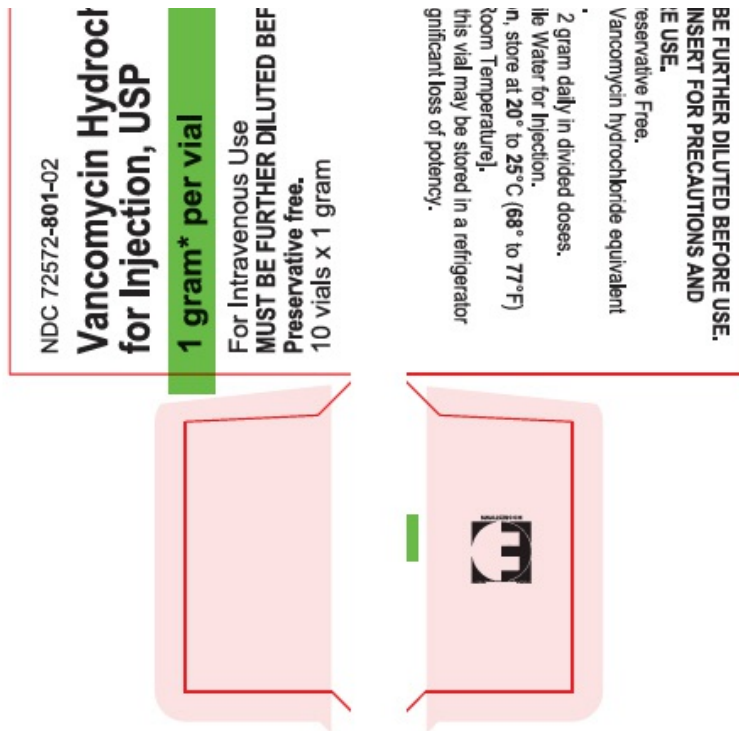 NDC 72572-801-02
Vancomycin Hydroch
for Injection, USP
1 gram* per vial
For Intravenous Use
MUST BE FURTHER DILUTED BEF
Preservative free.
10 vials x 1 gram
BE FURTHER DILUTED BEFORE USE.
INSERT FOR PRECAUTIONS AND
E USE.
reservative Free.
Vancomycin hydrochloride equivalent
2 gram daily in divided doses.
ile Water for Injection.
n, store at 20° to 25°C (68° to 77°F)
Room Temperature].
this vial may be stored in a refrigerator
gnificant loss of potency.